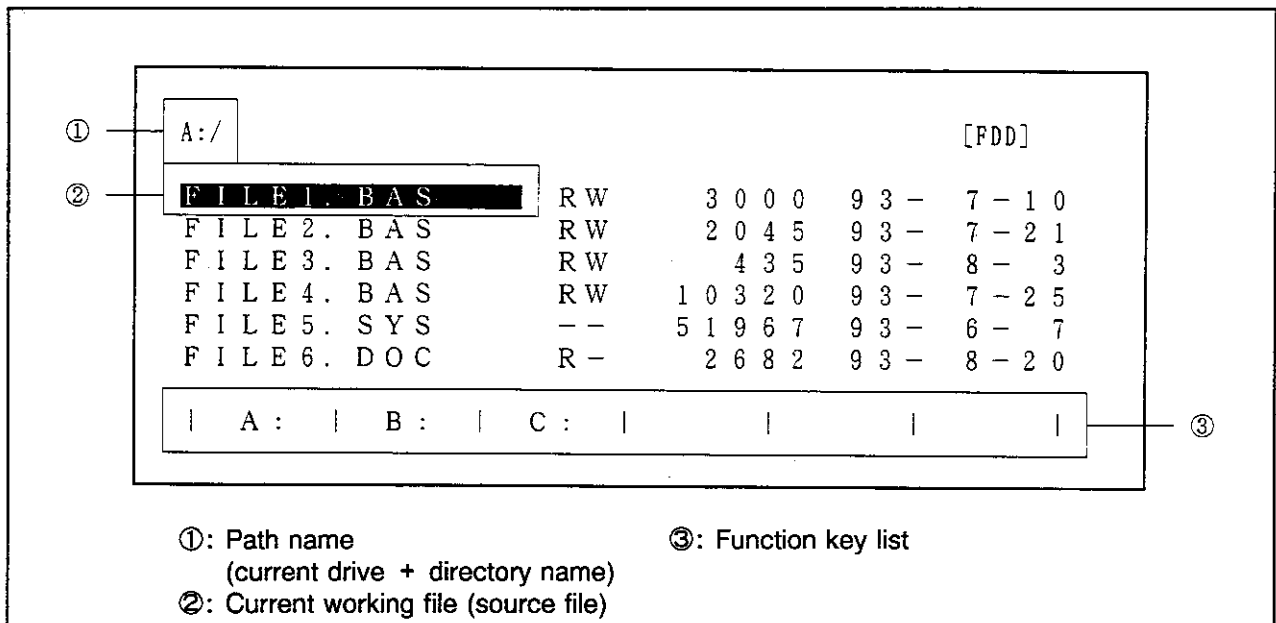 ① A:/ [FDD]
② FILE1. BAS RW 3000 93- 7-10
FILE2. BAS RW 2045 93- 7-21
FILE3. BAS RW 435 93- 8- 3
FILE4. BAS RW 10320 93- 7-25
FILE5. SYS -- 51967 93- 6- 7
FILE6. DOC R- 2682 93- 8-20
| A: | B: | C: | | | | ③
①: Path name ③: Function key list
(current drive + directory name)
②: Current working file (source file)